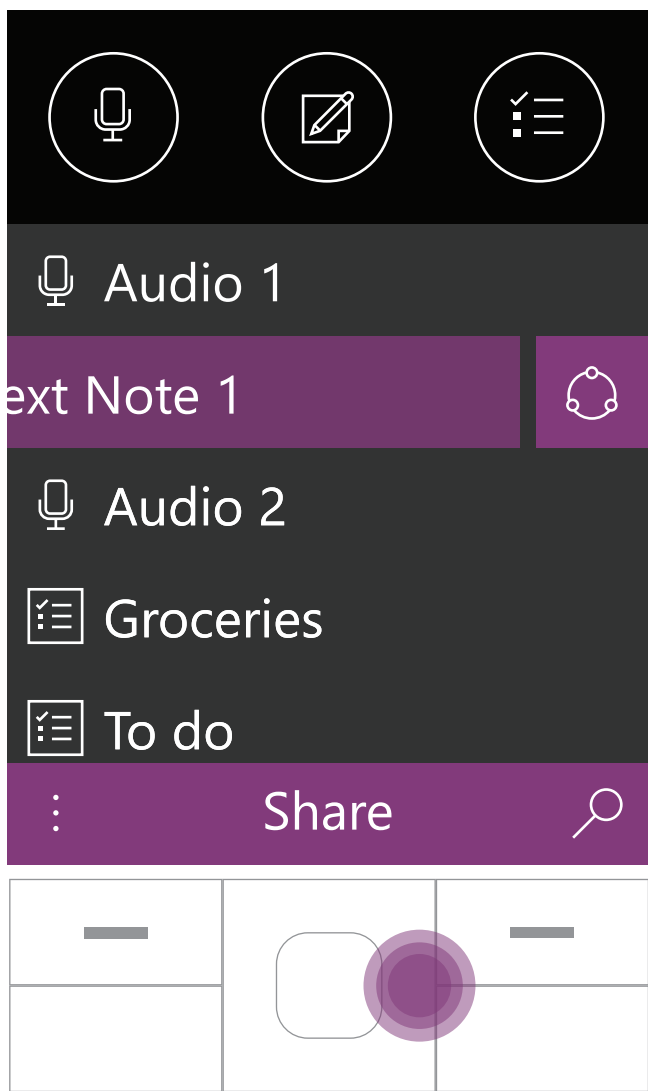 Audio 1
ext Note 1
Audio 2
Groceries
To do
Share